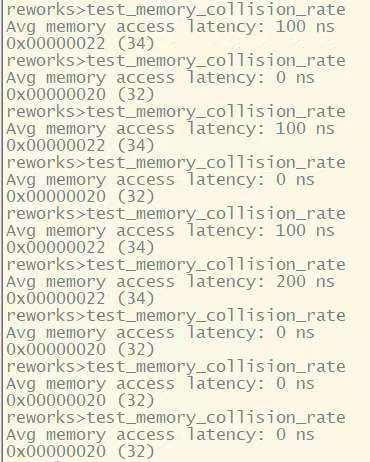 reworks>test_memory_collision_rate
Avg memory access latency: 100 ns
0x00000022 (34)
reworks>test_memory_collision_rate
Avg memory access latency: 0 ns
0x00000020 (32)
reworks>test_memory_collision_rate
Avg memory access latency: 100 ns
0x00000022 (34)
reworks>test_memory_collision_rate
Avg memory access latency: 0 ns
0x00000020 (32)
reworks>test_memory_collision_rate
Avg memory access latency: 100 ns
0x00000022 (34)
reworks>test_memory_collision_rate
Avg memory access latency: 200 ns
0x00000022 (34)
reworks>test_memory_collision_rate
Avg memory access latency: 0 ns
0x00000020 (32)
reworks>test_memory_collision_rate
Avg memory access latency: 0 ns
0x00000020 (32)
reworks>test_memory_collision_rate
Avg memory access latency: 0 ns
0x00000020 (32)